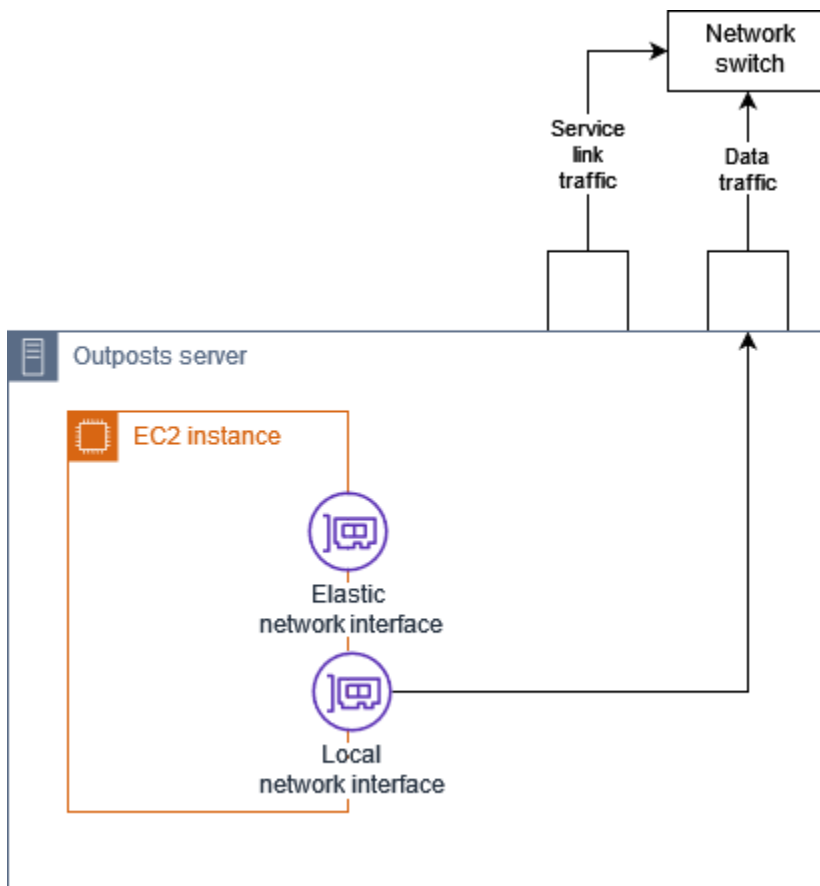 Network
switch
Service
link
traffic
Data
traffic
Outposts server
EC2 instance
Elastic
network interface
Local
network interface